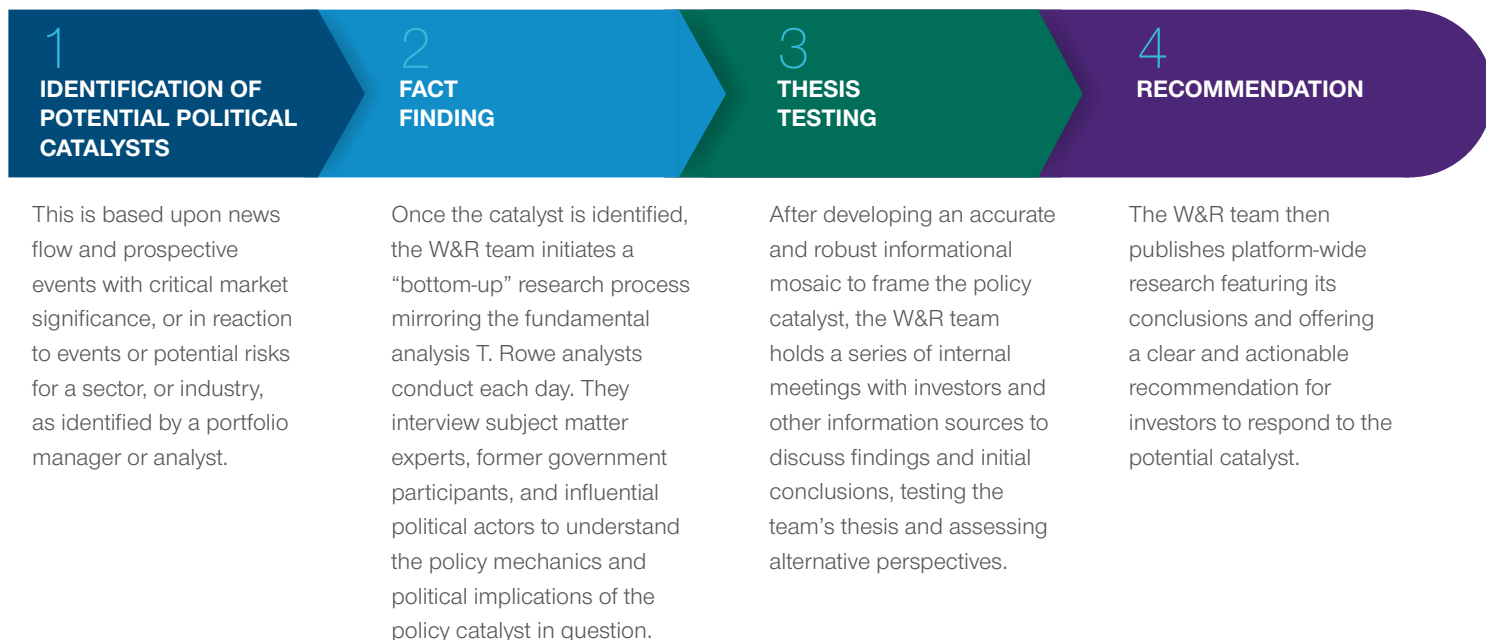 1
IDENTIFICATION OF
POTENTIAL POLITICAL
CATALYSTS
This is based upon news
flow and prospective
events with critical market
significance, or in reaction
to events or potential risks
for a sector, or industry,
as identified by a portfolio
manager or analyst.
2
FACT
FINDING
Once the catalyst is identified,
the W&R team initiates a
“bottom-up” research process
mirroring the fundamental
analysis T. Rowe analysts
conduct each day. They
interview subject matter
experts, former government
participants, and influential
political actors to understand
the policy mechanics and
political implications of the
policy catalyst in question.
3
THESIS
TESTING
After developing an accurate
and robust informational
mosaic to frame the policy
catalyst, the W&R team
holds a series of internal
meetings with investors and
other information sources to
discuss findings and initial
conclusions, testing the
team’s thesis and assessing
alternative perspectives.
4
RECOMMENDATION
The W&R team then
publishes platform-wide
research featuring its
conclusions and offering
a clear and actionable
recommendation for
investors to respond to the
potential catalyst.